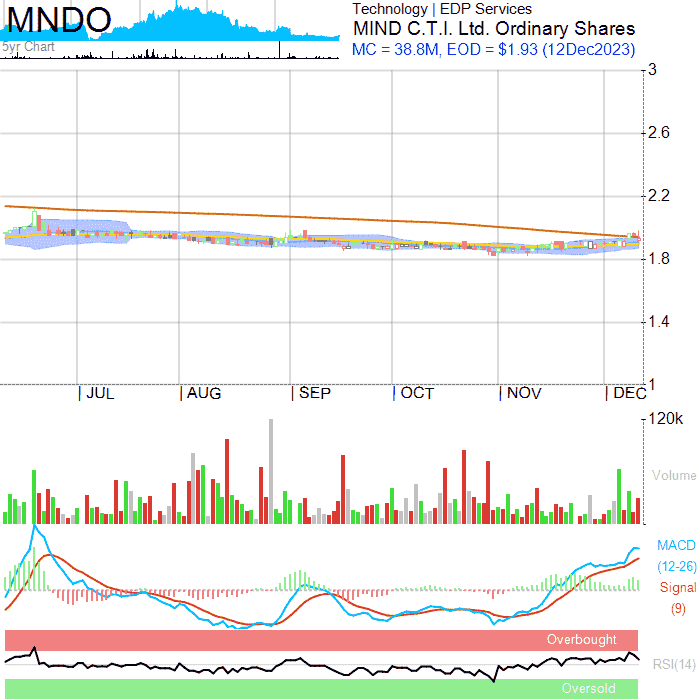 MNDO
Technology | EDP Services
MIND C.T.I. Ltd. Ordinary Shares
5yr Chart
MC = 38.8M, EOD = $1.93 (12Dec2023)
3
2.6
2.2
1.8
1.4
1
| JUL | AUG | SEP | OCT | NOV | DEC
120k
Volume
MACD
(12-26)
Signal
(9)
Overbought
RSI(14)
Oversold